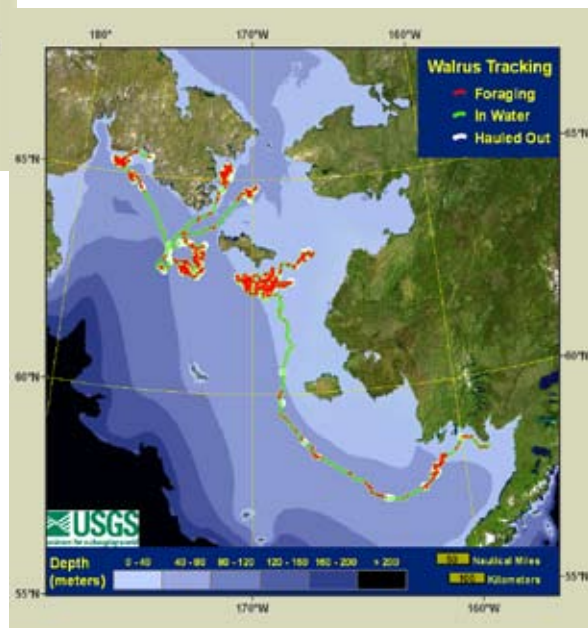 180° 170°W 160°W
Walrus Tracking
Foraging
In Water
Hauled Out
65°N 65°N
60°N 60°N
USGS
Depth 0 - 40 40 - 80 80 - 120 120 - 160 160 - 200 > 200
(meters)
50 Nautical Miles
100 Kilometers
55°N 55°N
170°W 160°W